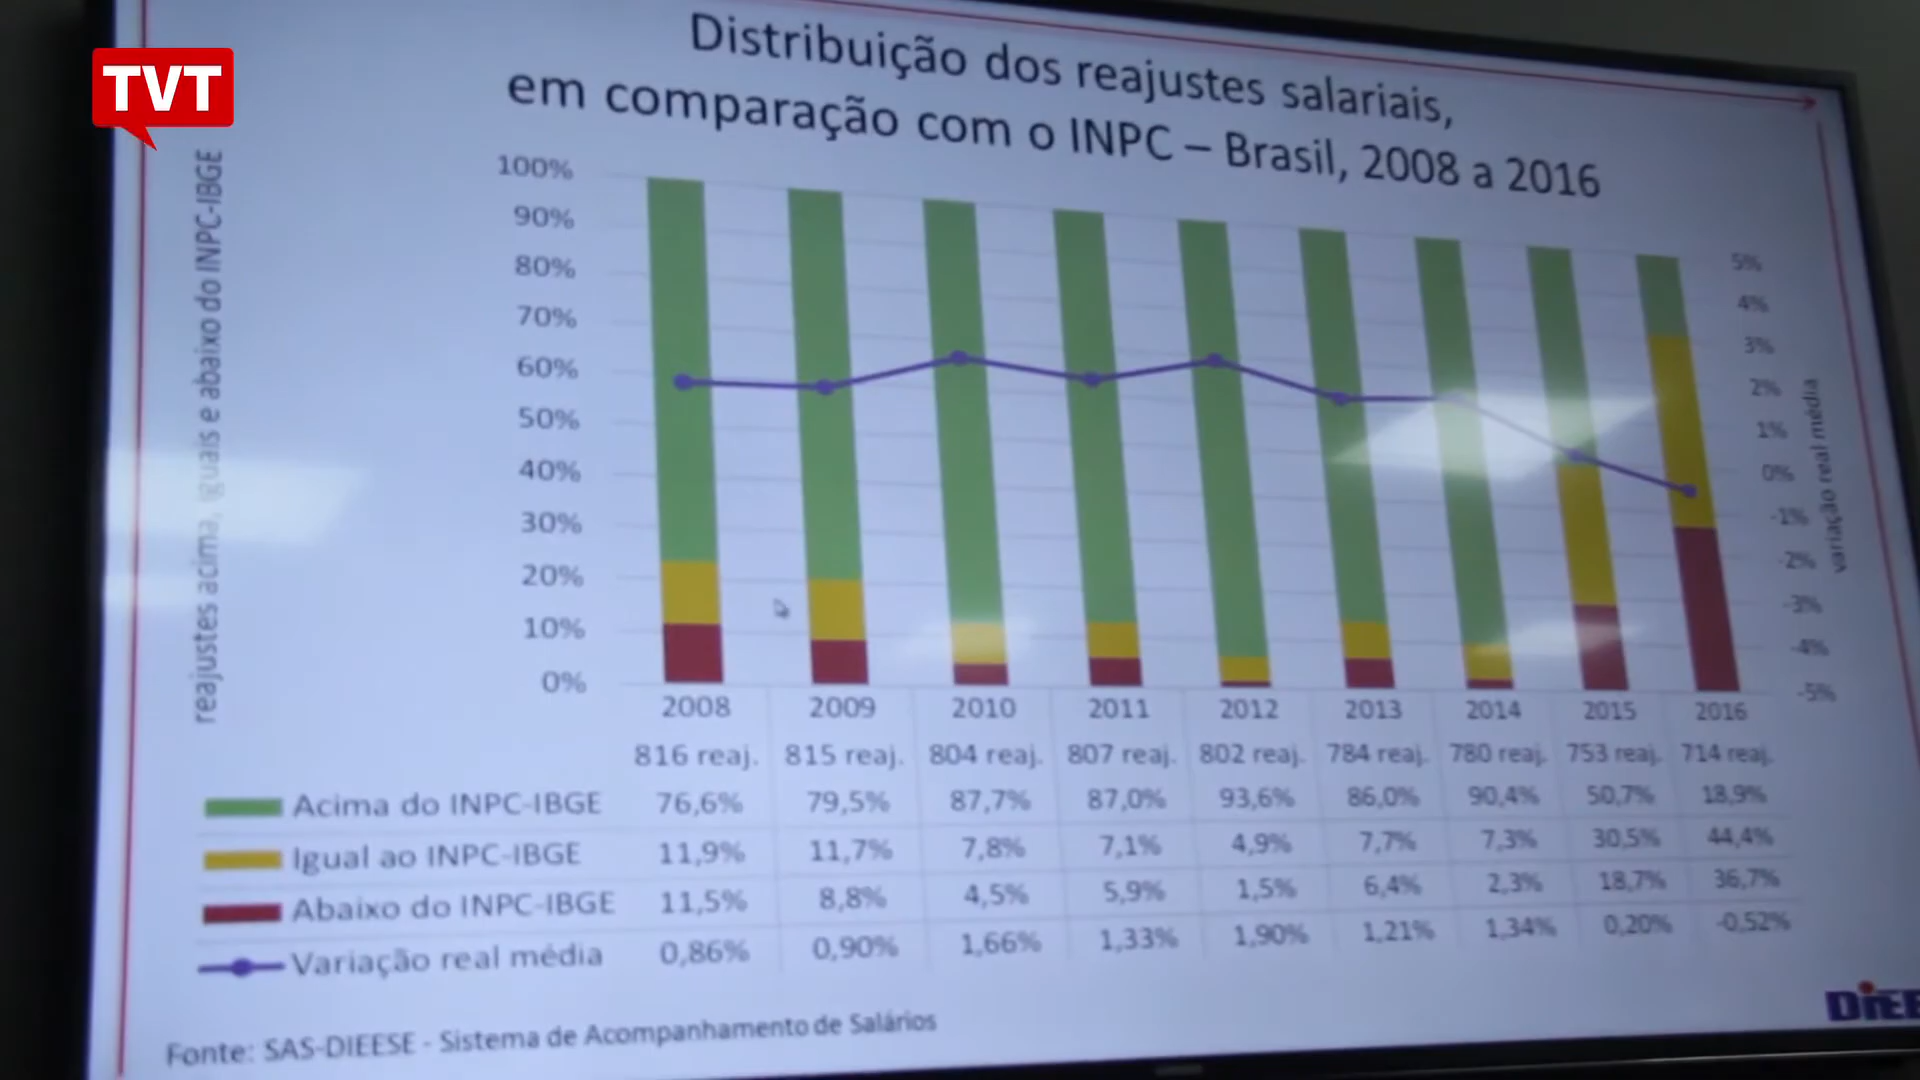 TVT
Distribuição dos reajustes salariais,
em comparação com o INPC – Brasil, 2008 a 2016
reajustes acima, iguais e abaixo do INPC-IBGE
100%
90%
80%
70%
60%
50%
40%
30%
20%
10%
0%
5%
4%
3%
2%
1%
0%
-1%
-2%
-3%
-4%
-5%
variação real média
2008 2009 2010 2011 2012 2013 2014 2015 2016
816 reaj. 815 reaj. 804 reaj. 807 reaj. 802 reaj. 784 reaj. 780 reaj. 753 reaj. 714 reaj.
Acima do INPC-IBGE 76,6% 79,5% 87,7% 87,0% 93,6% 86,0% 90,4% 50,7% 18,9%
Igual ao INPC-IBGE 11,9% 11,7% 7,8% 7,1% 4,9% 7,7% 7,3% 30,5% 44,4%
Abaixo do INPC-IBGE 11,5% 8,8% 4,5% 5,9% 1,5% 6,4% 2,3% 18,7% 36,7%
Variação real média 0,86% 0,90% 1,66% 1,33% 1,90% 1,21% 1,34% 0,20% -0,52%
Fonte: SAS-DIEESE - Sistema de Acompanhamento de Salários
DIEE